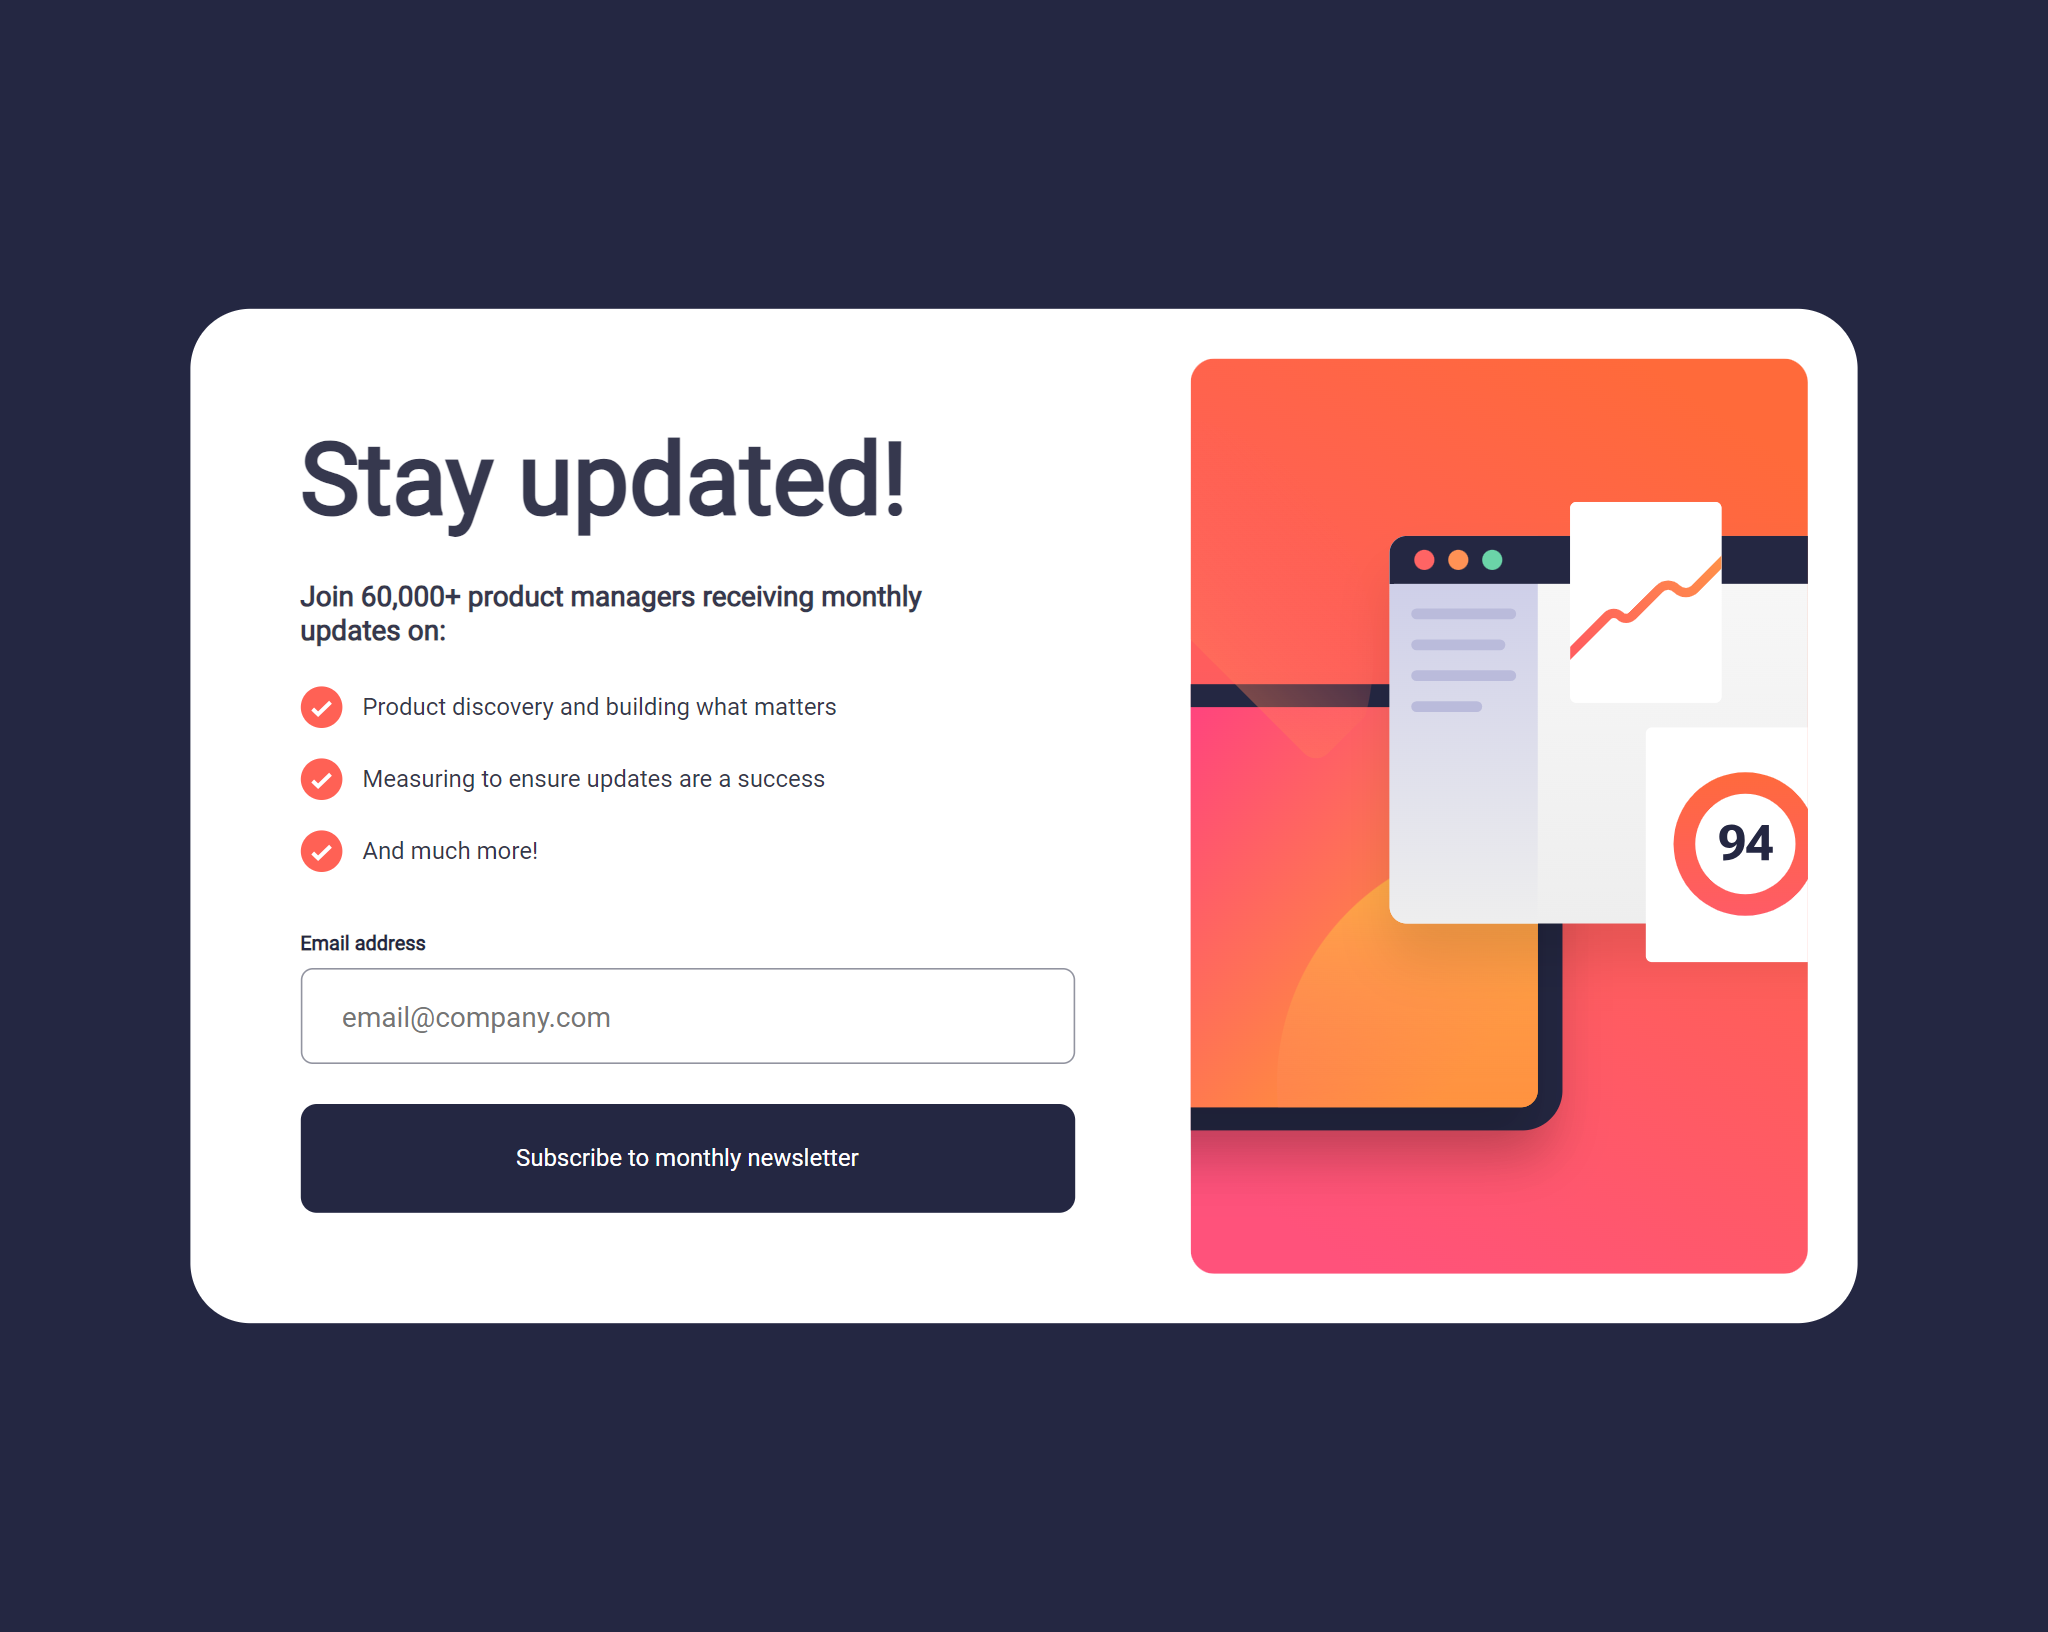 Stay updated!
Join 60,000+ product managers receiving monthly
updates on:
Product discovery and building what matters
Measuring to ensure updates are a success
And much more!
Email address
email@company.com
Subscribe to monthly newsletter
94